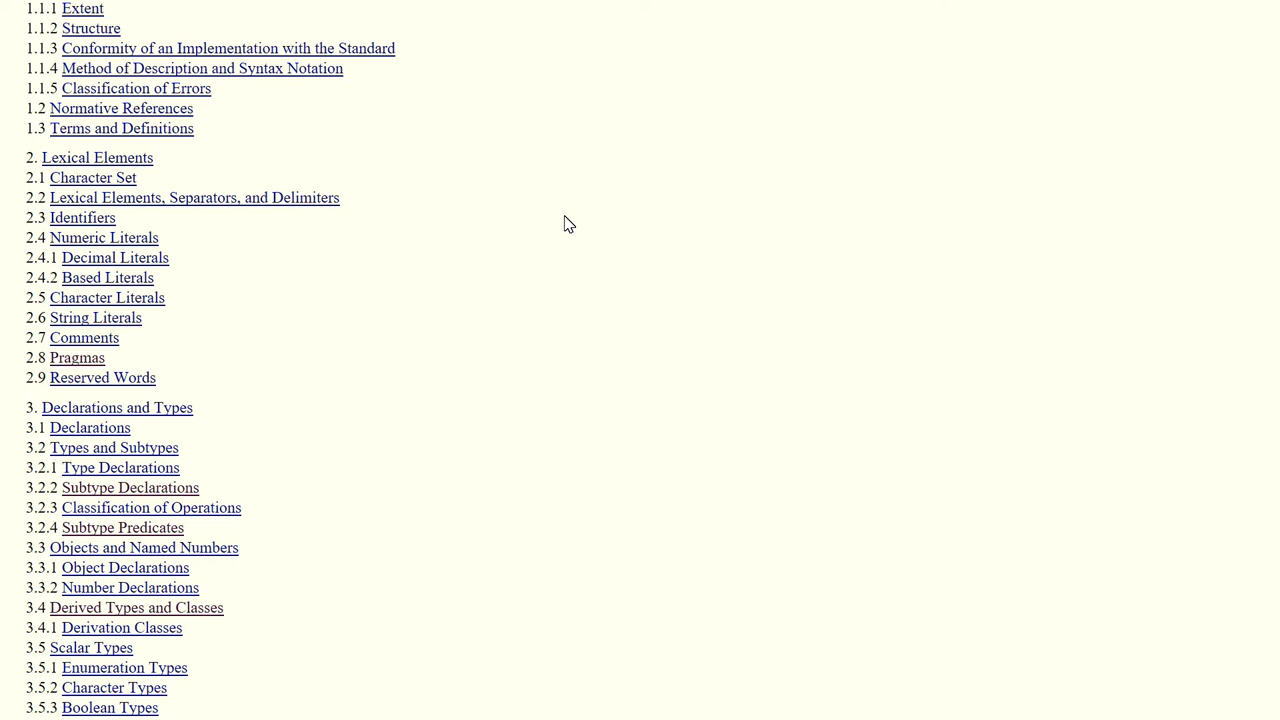 1.1.1 Extent
1.1.2 Structure
1.1.3 Conformity of an Implementation with the Standard
1.1.4 Method of Description and Syntax Notation
1.1.5 Classification of Errors
1.2 Normative References
1.3 Terms and Definitions
2. Lexical Elements
2.1 Character Set
2.2 Lexical Elements, Separators, and Delimiters
2.3 Identifiers
2.4 Numeric Literals
2.4.1 Decimal Literals
2.4.2 Based Literals
2.5 Character Literals
2.6 String Literals
2.7 Comments
2.8 Pragmas
2.9 Reserved Words
3. Declarations and Types
3.1 Declarations
3.2 Types and Subtypes
3.2.1 Type Declarations
3.2.2 Subtype Declarations
3.2.3 Classification of Operations
3.2.4 Subtype Predicates
3.3 Objects and Named Numbers
3.3.1 Object Declarations
3.3.2 Number Declarations
3.4 Derived Types and Classes
3.4.1 Derivation Classes
3.5 Scalar Types
3.5.1 Enumeration Types
3.5.2 Character Types
3.5.3 Boolean Types